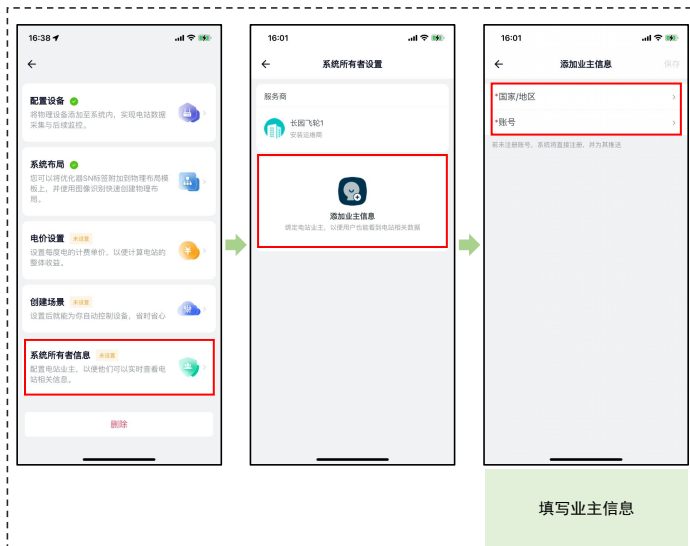 16:38
配置设备
将物理设备添加至系统内，实现电站数据
采集与后续监控。
系统布局
您可以将优化器SN标签附加到物理布局模
板上，并使用图像识别快速创建物理布
局。
电价设置 未设置
设置每度电的计费单价，以便计算电站的
整体收益。
创建场景 未设置
设置后就能为你自动控制设备，省时省心
系统所有者信息 未设置
配置电站业主，以便他们可以实时查看电
站相关信息。
删除
16:01
系统所有者设置
服务商
长园飞轮1
安装运维商
添加业主信息
绑定电站业主，以便用户也能看到电站相关数据
16:01
添加业主信息 保存
*国家/地区
*账号
若未注册账号，系统将直接注册，并为其推送
填写业主信息